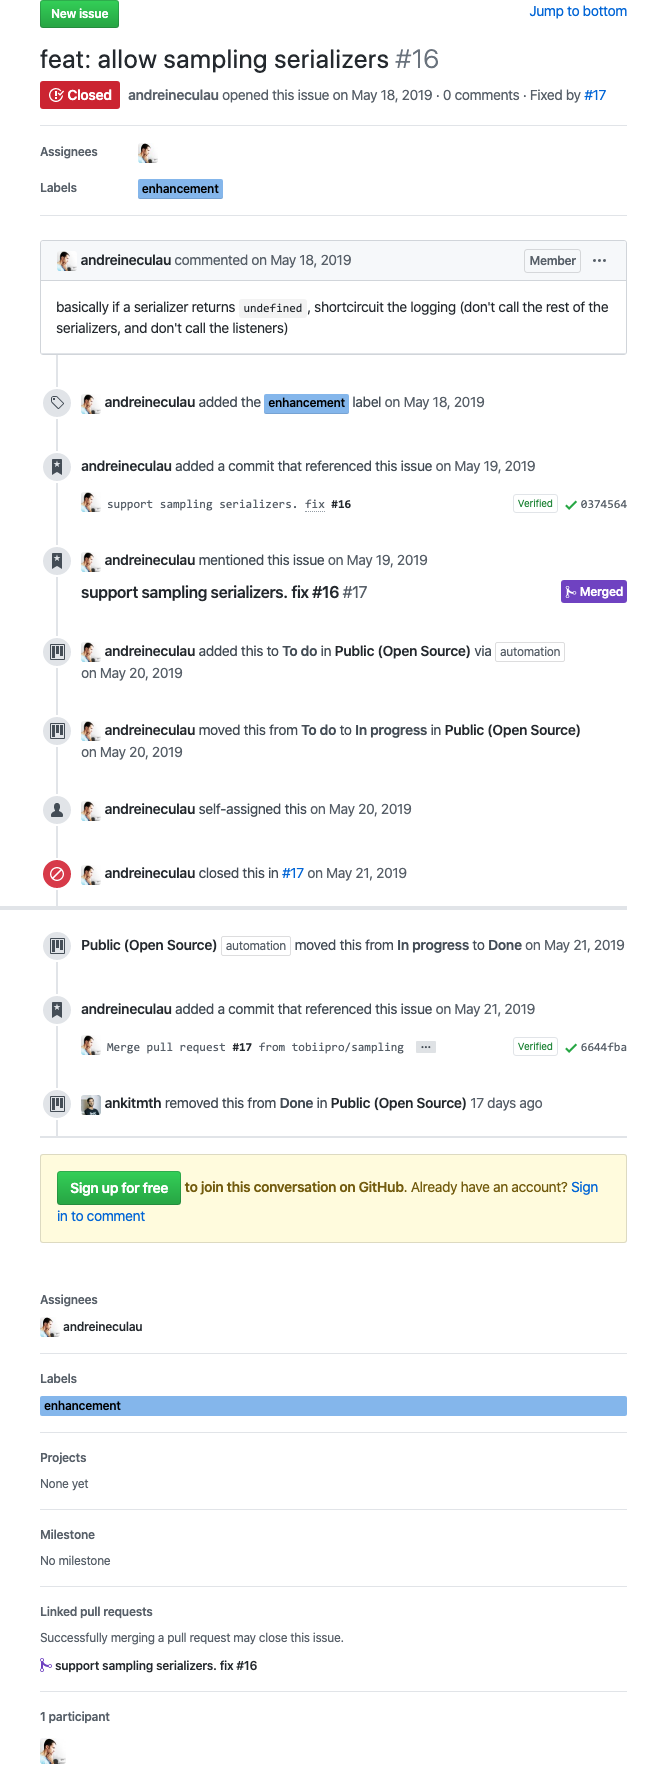 New issue
Jump to bottom
feat: allow sampling serializers #16
Closed andreineculau opened this issue on May 18, 2019 · 0 comments · Fixed by #17
Assignees
Labels enhancement
andreineculau commented on May 18, 2019 Member ...
basically if a serializer returns undefined, shortcircuit the logging (don't call the rest of the
serializers, and don't call the listeners)
andreineculau added the enhancement label on May 18, 2019
andreineculau added a commit that referenced this issue on May 19, 2019
support sampling serializers. fix #16 Verified 0374564
andreineculau mentioned this issue on May 19, 2019
support sampling serializers. fix #16 #17 Merged
andreineculau added this to To do in Public (Open Source) via automation
on May 20, 2019
andreineculau moved this from To do to In progress in Public (Open Source)
on May 20, 2019
andreineculau self-assigned this on May 20, 2019
andreineculau closed this in #17 on May 21, 2019
Public (Open Source) automation moved this from In progress to Done on May 21, 2019
andreineculau added a commit that referenced this issue on May 21, 2019
Merge pull request #17 from tobiipro/sampling ... Verified 6644fba
ankitmth removed this from Done in Public (Open Source) 17 days ago
Sign up for free to join this conversation on GitHub. Already have an account? Sign
in to comment
Assignees
andreineculau
Labels
enhancement
Projects
None yet
Milestone
No milestone
Linked pull requests
Successfully merging a pull request may close this issue.
support sampling serializers. fix #16
1 participant